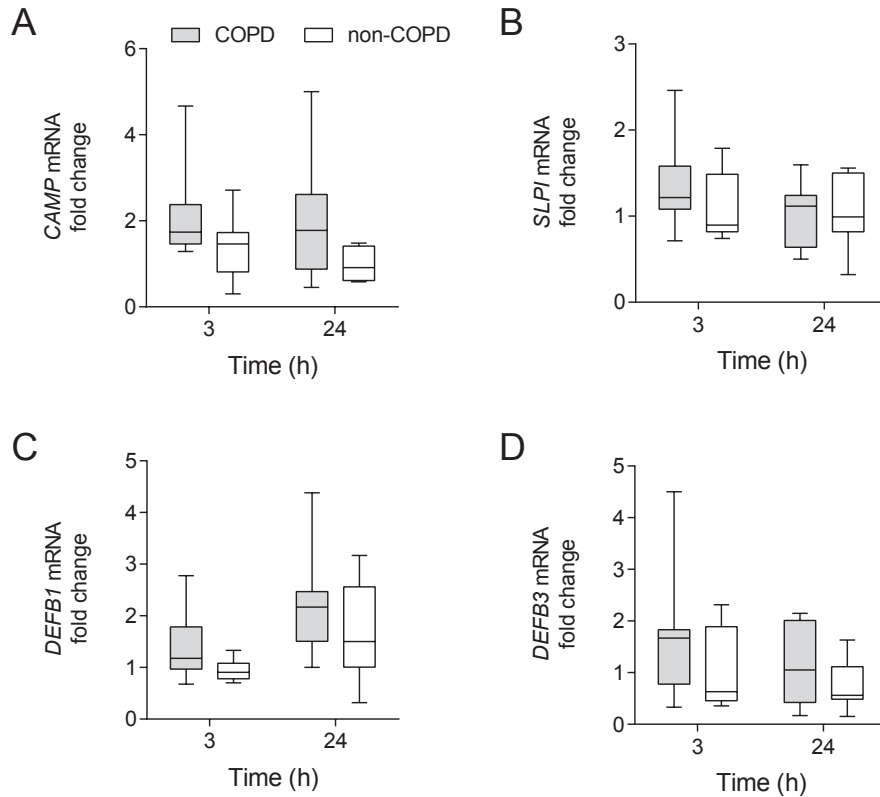 A
COPD non-COPD
6
4
2
0
CAMP mRNA
fold change
3 24
Time (h)
B
3
2
1
0
SLPI mRNA
fold change
3 24
Time (h)
C
5
4
3
2
1
0
DEFB1 mRNA
fold change
3 24
Time (h)
D
5
4
3
2
1
0
DEFB3 mRNA
fold change
3 24
Time (h)